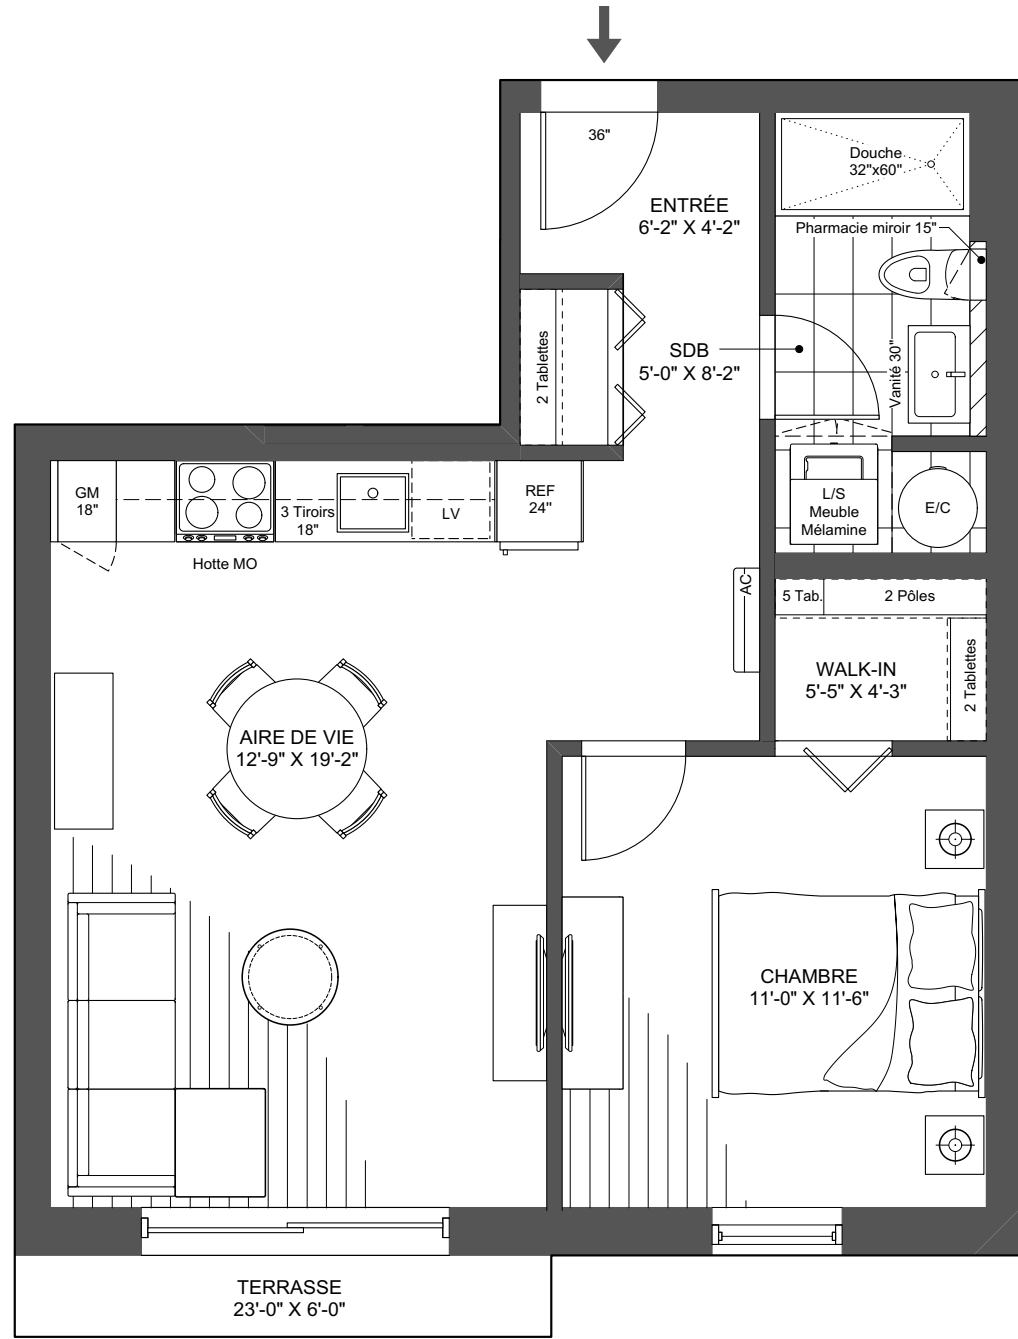 36"
ENTRÉE
6'-2" X 4'-2"
Douche
32"x60"
Pharmacie miroir 15"
2 Tablettes
SDB
5'-0" X 8'-2"
Vanité 30"
GM
18"
3 Tiroirs
18"
LV
REF
24"
Hotte MO
L/S
Meuble
Mélamine
E/C
AC
5 Tab.
2 Pôles
WALK-IN
5'-5" X 4'-3"
2 Tablettes
AIRE DE VIE
12'-9" X 19'-2"
CHAMBRE
11'-0" X 11'-6"
TERRASSE
23'-0" X 6'-0"